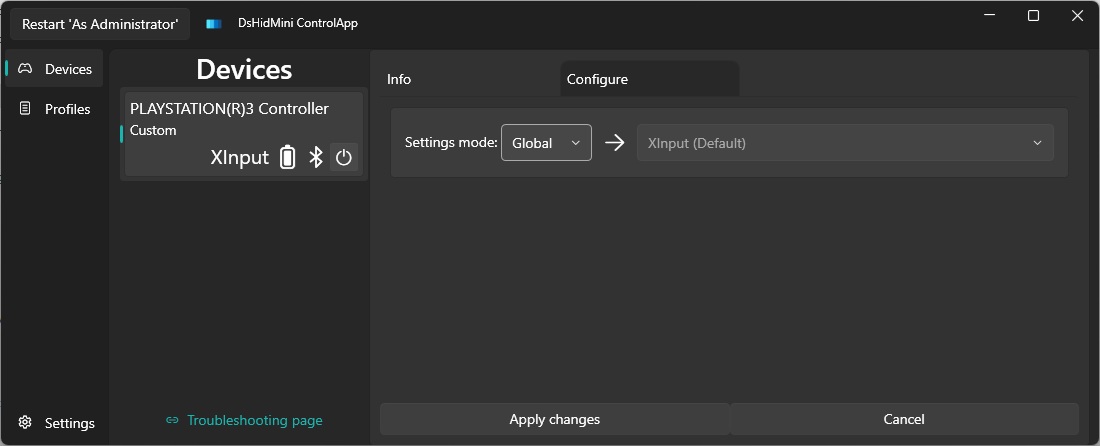 Restart 'As Administrator'
DsHidMini ControlApp
Devices
Profiles
Settings
Devices
PLAYSTATION(R)3 Controller
Custom
XInput
Troubleshooting page
Info
Configure
Settings mode: Global XInput (Default)
Apply changes
Cancel